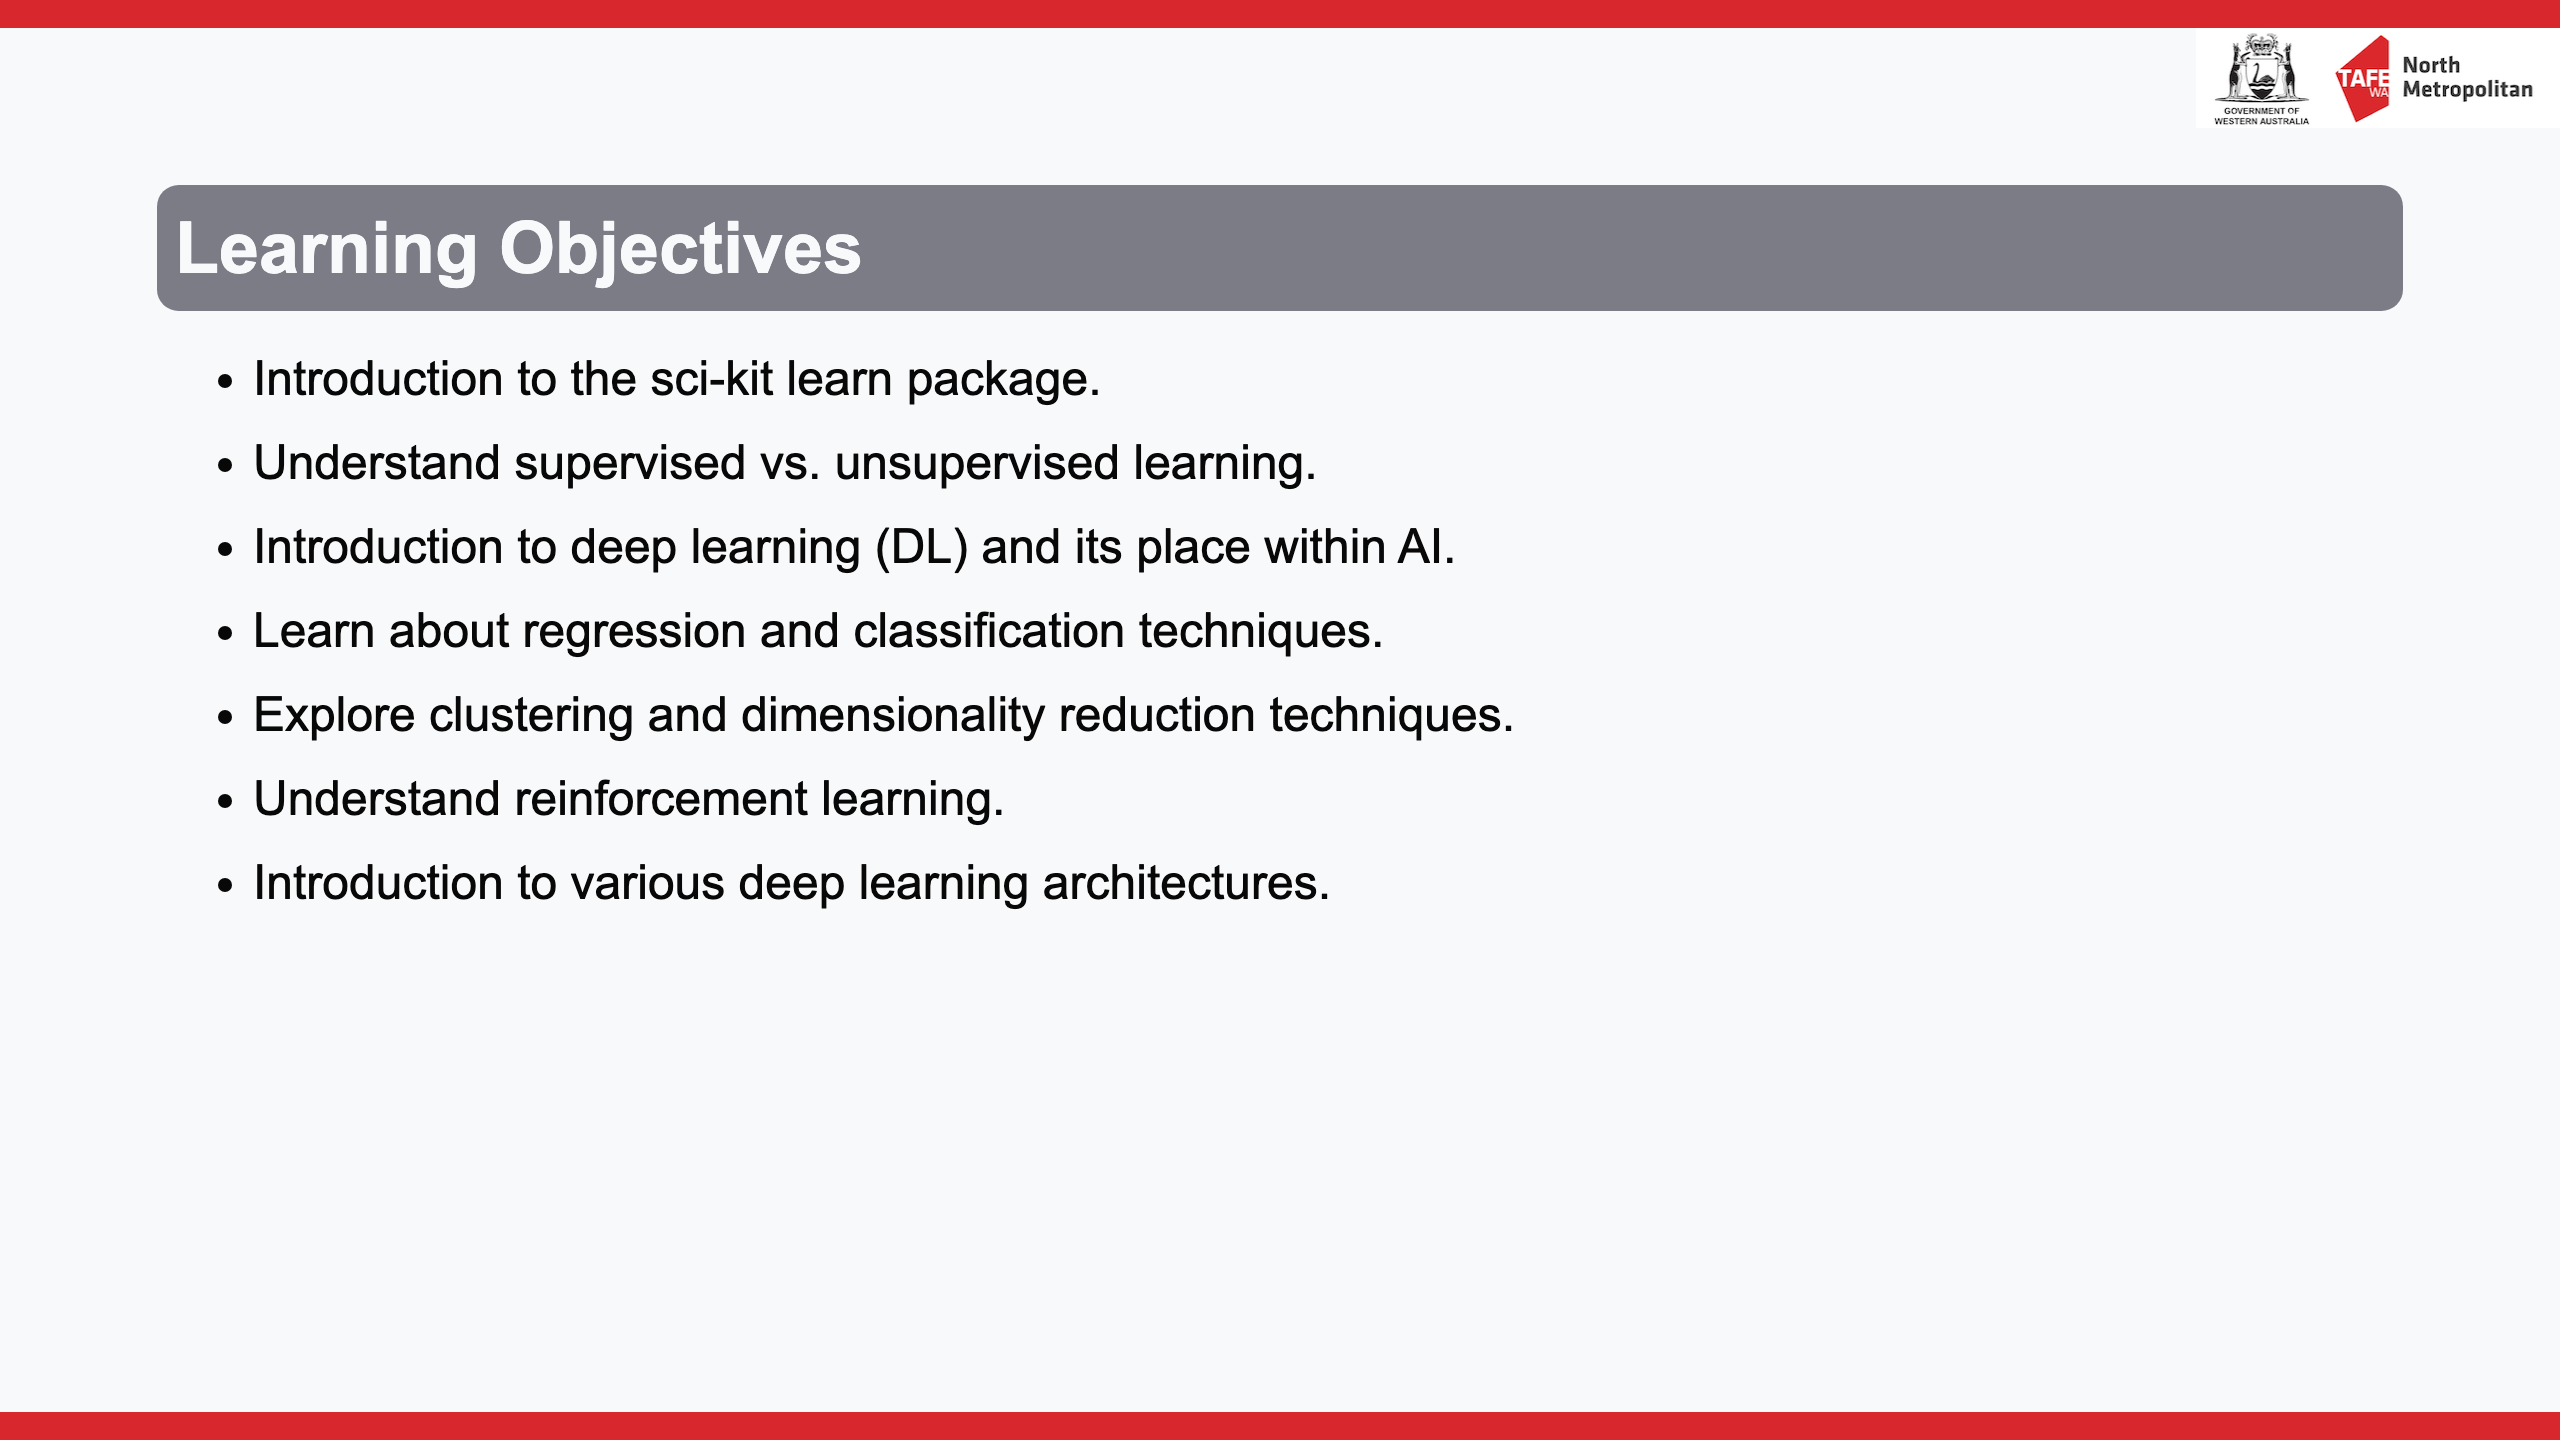 GOVERNMENT OF
WESTERN AUSTRALIA
TAFE
WA
North
Metropolitan
Learning Objectives
• Introduction to the sci-kit learn package.
• Understand supervised vs. unsupervised learning.
• Introduction to deep learning (DL) and its place within AI.
• Learn about regression and classification techniques.
• Explore clustering and dimensionality reduction techniques.
• Understand reinforcement learning.
• Introduction to various deep learning architectures.